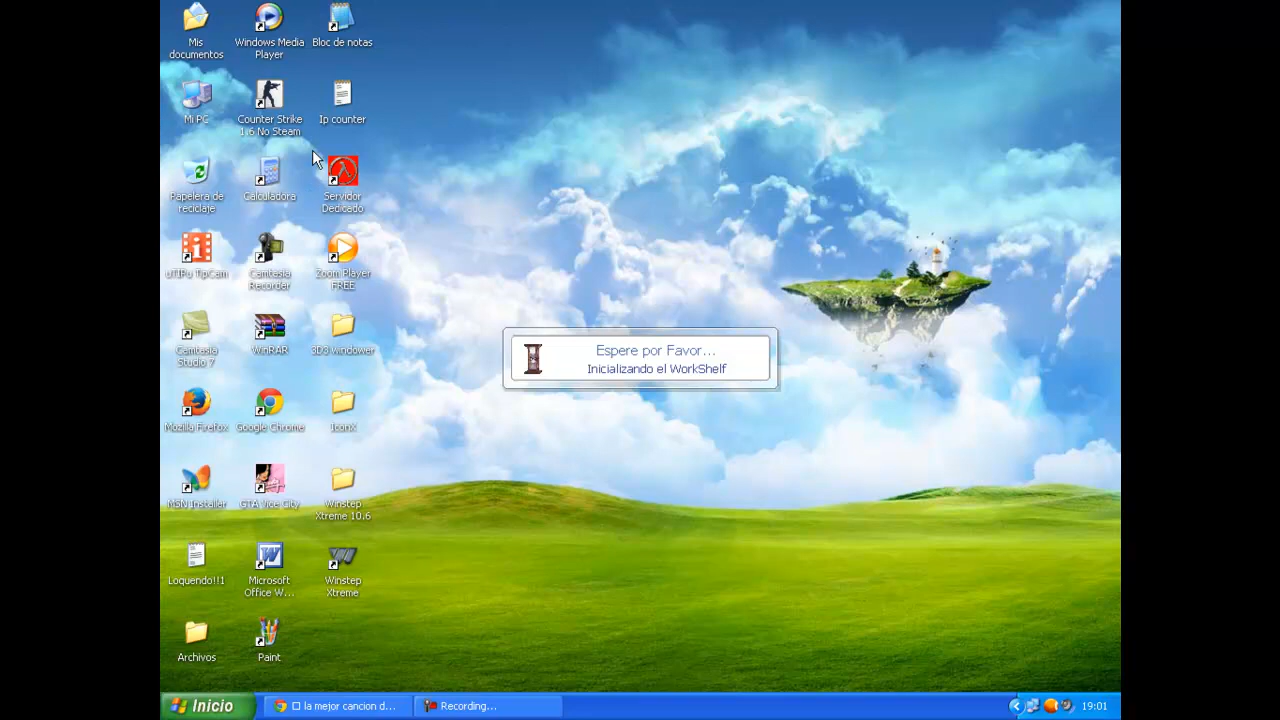 Mis
documentos
Windows Media
Player
Bloc de notas
Mi PC
Counter Strike
1.6 No Steam
Ip counter
Papelera de
reciclaje
Calculadora
Servidor
Dedicado
uTIPu TipCam
Camtasia
Recorder
Zoom Player
FREE
Camtasia
Studio 7
WinRAR
3D3 Windower
Espere por Favor...
Inicializando el WorkShelf
Mozilla Firefox
Google Chrome
IconX
MSN Installer
GTA Vice City
Winstep
Xtreme 10.6
Loquendo!!1
Microsoft
Office W...
Winstep
Xtreme
Archivos
Paint
Inicio
la mejor cancion d...
Recording...
19:01